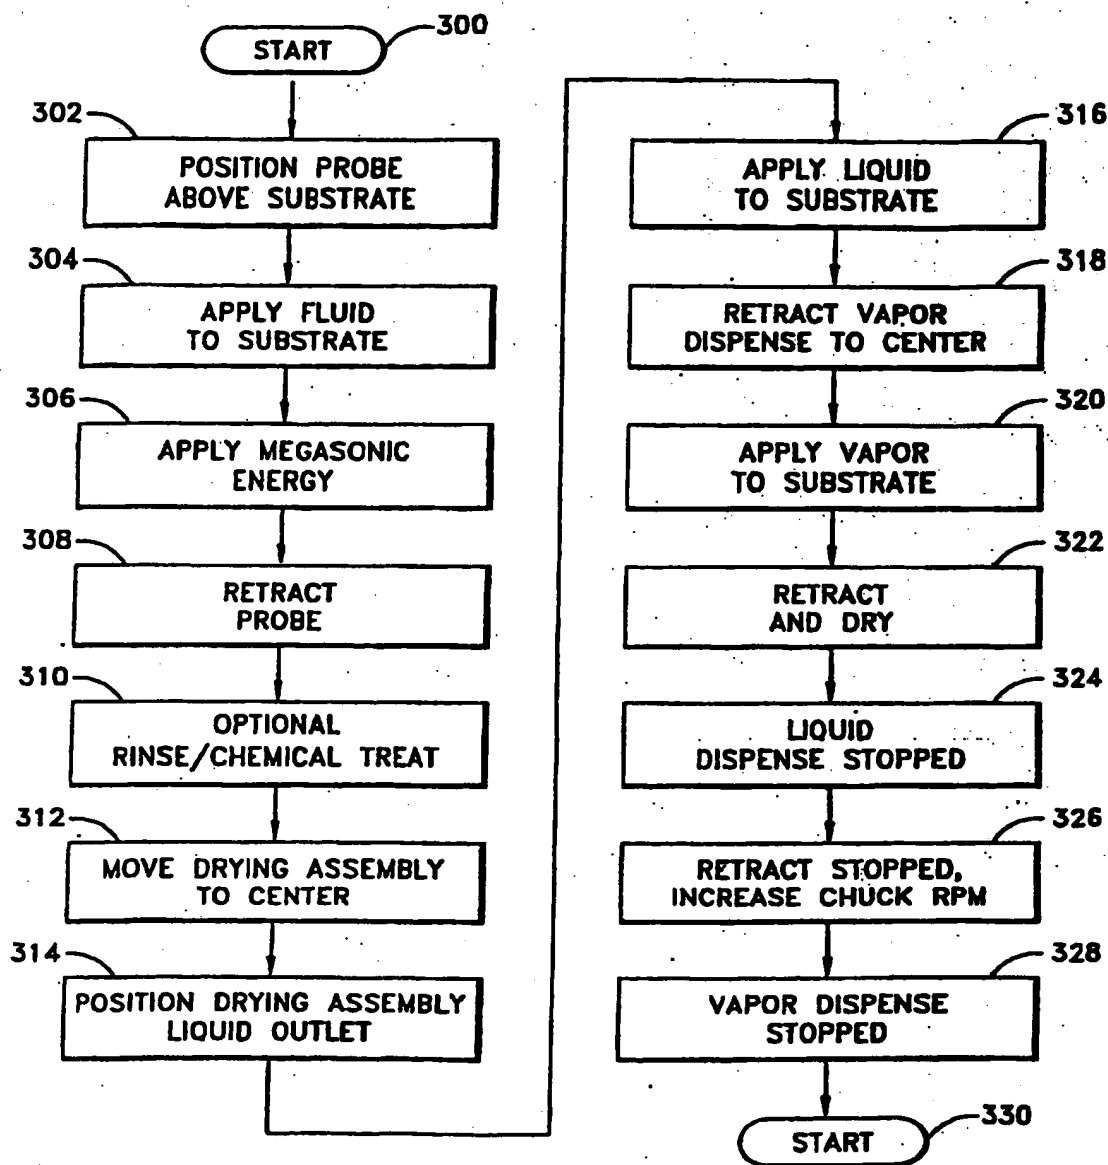 300
START
302
POSITION PROBE
ABOVE SUBSTRATE
304
APPLY FLUID
TO SUBSTRATE
306
APPLY MEGASONIC
ENERGY
308
RETRACT
PROBE
310
OPTIONAL
RINSE/CHEMICAL TREAT
312
MOVE DRYING ASSEMBLY
TO CENTER
314
POSITION DRYING ASSEMBLY
LIQUID OUTLET
316
APPLY LIQUID
TO SUBSTRATE
318
RETRACT VAPOR
DISPENSE TO CENTER
320
APPLY VAPOR
TO SUBSTRATE
322
RETRACT
AND DRY
324
LIQUID
DISPENSE STOPPED
326
RETRACT STOPPED,
INCREASE CHUCK RPM
328
VAPOR DISPENSE
STOPPED
330
START